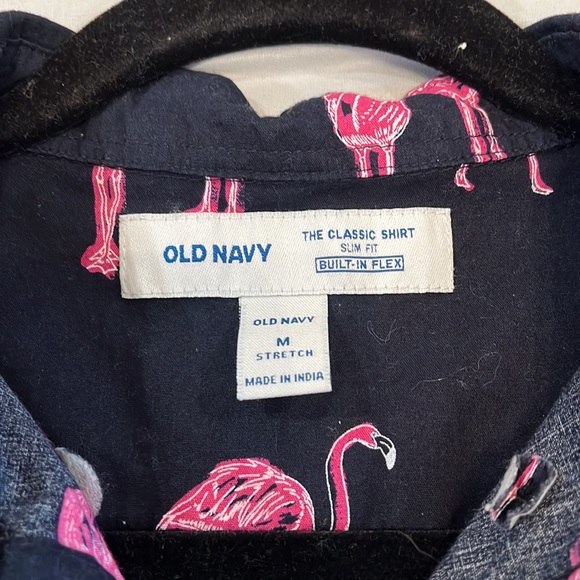 OLD NAVY
THE CLASSIC SHIRT
SLIM FIT
BUILT-IN FLEX
OLD NAVY
M
STRETCH
MADE IN INDIA